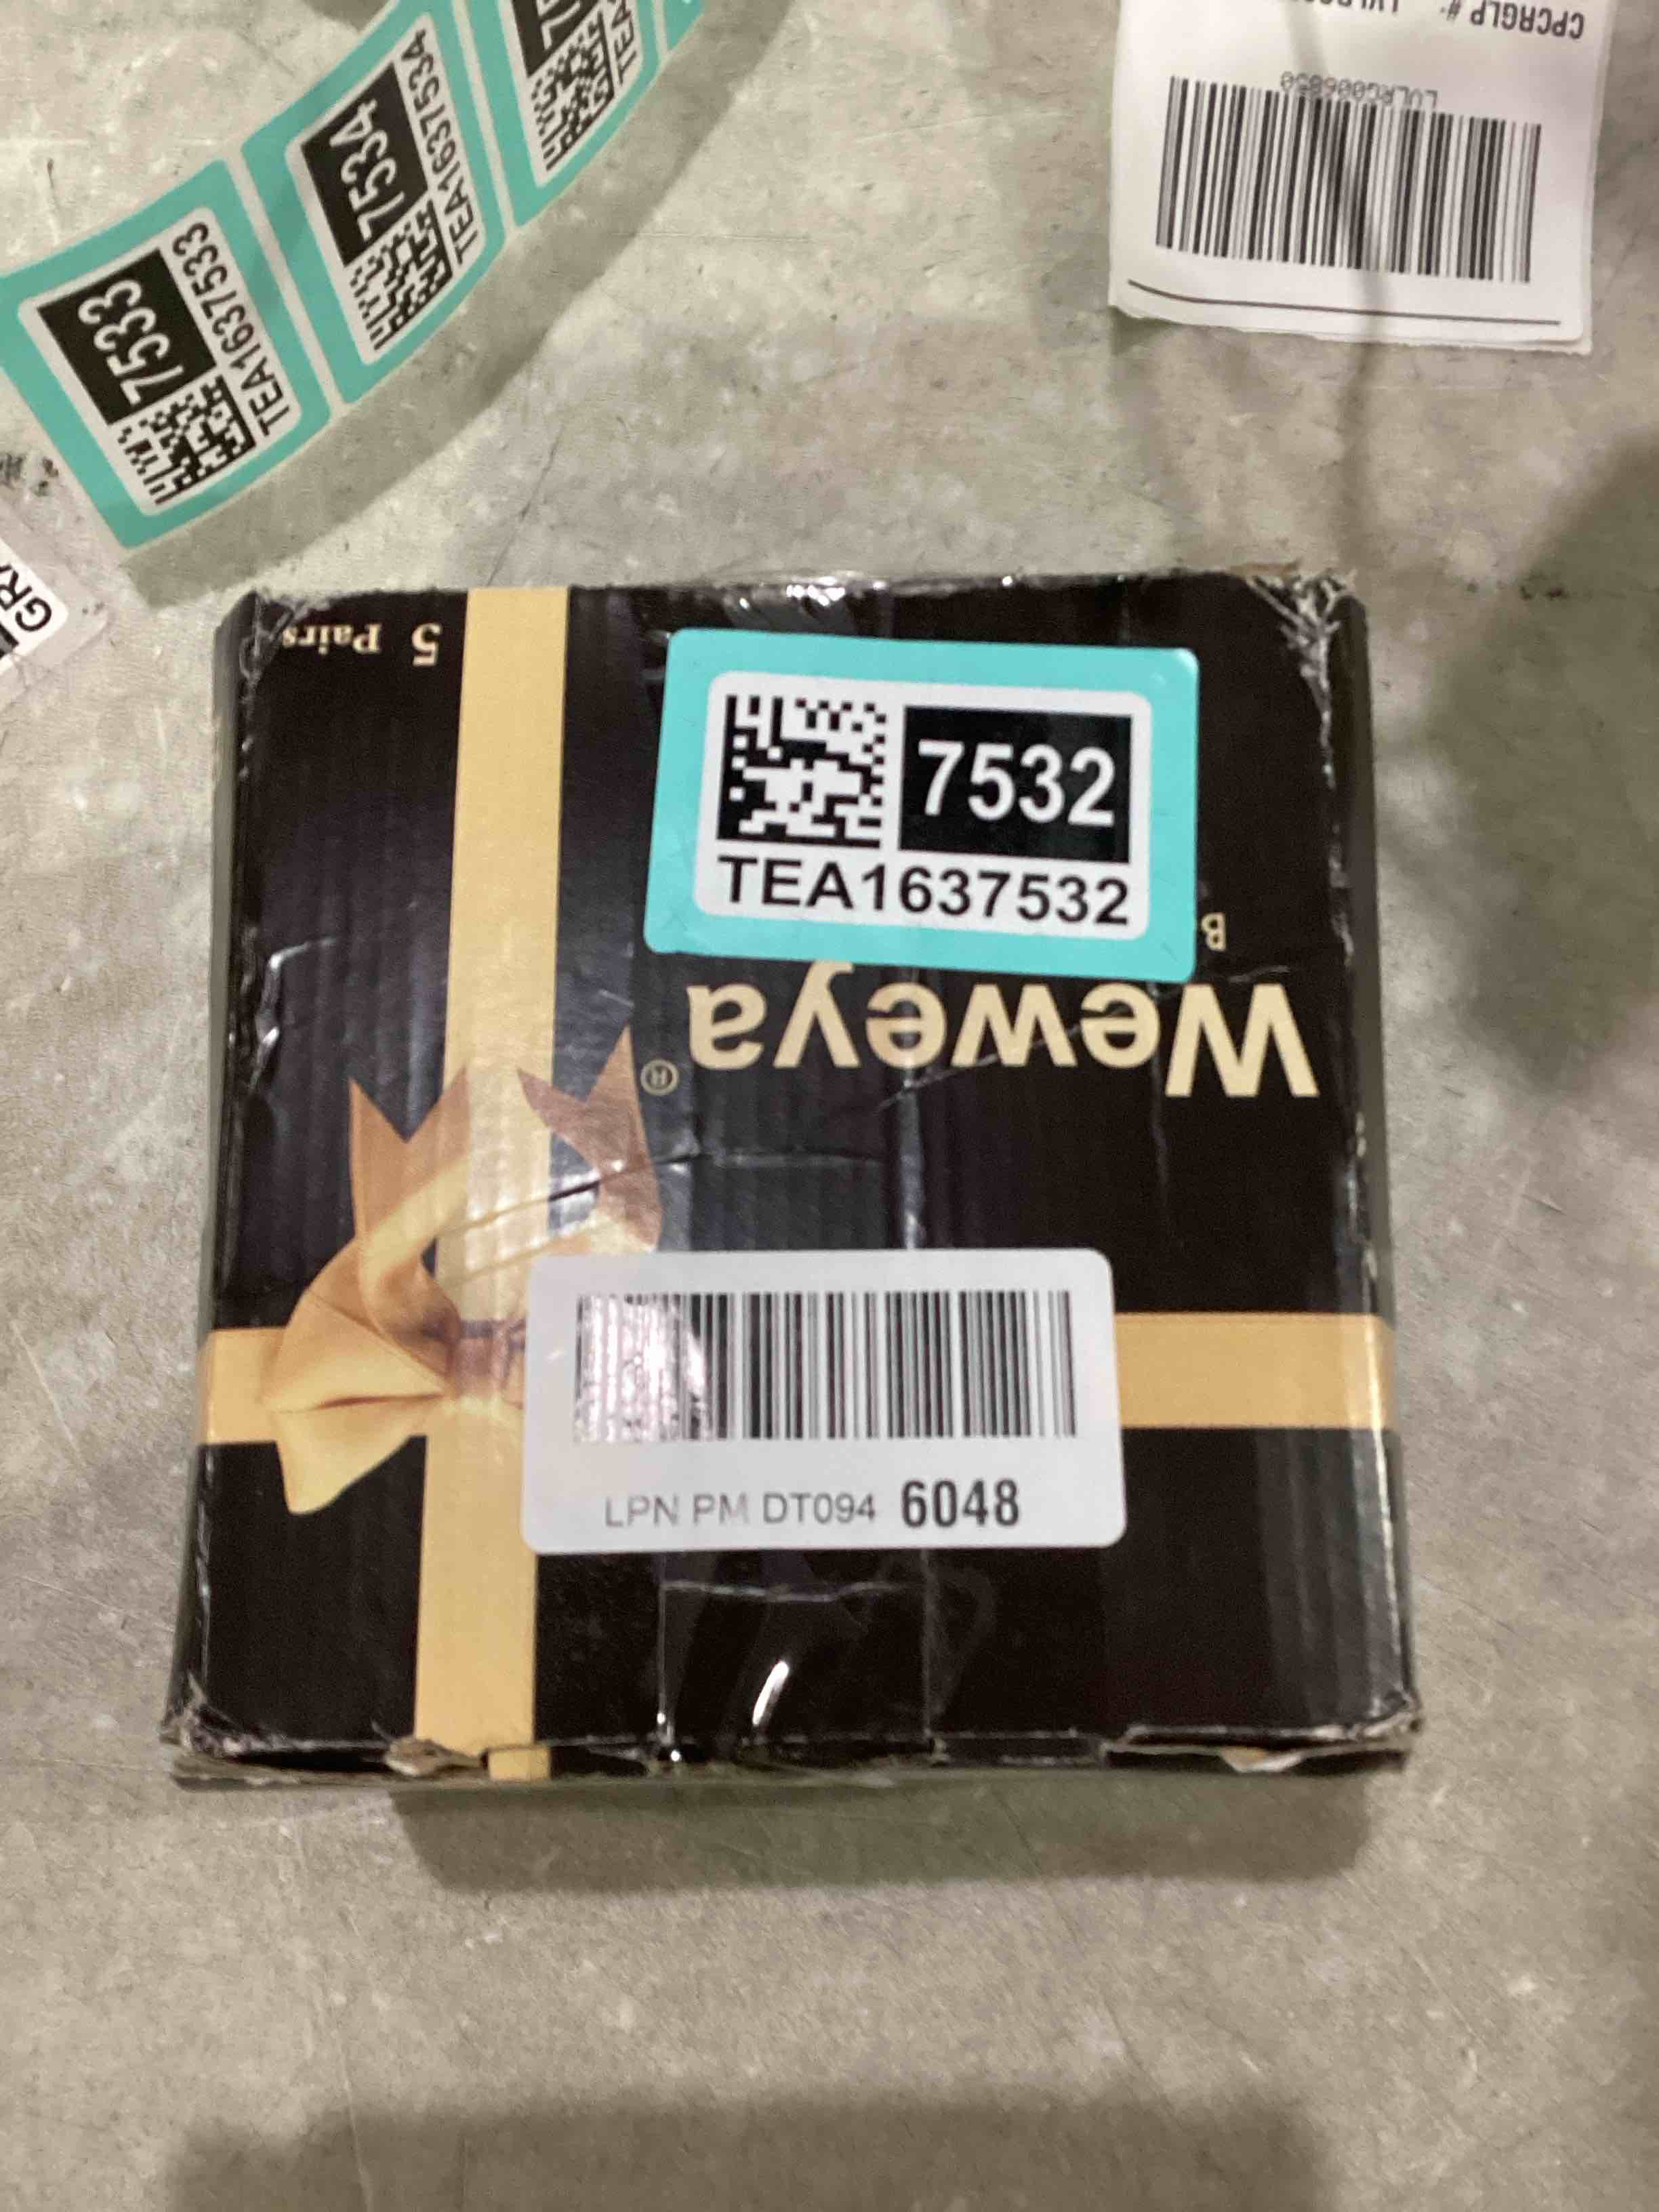 7533
TEA1637533
7534
TEA1637534
CPCRGLP #:
5 Pairs
7532
TEA1637532
Weweya®
LPN PM DT094 6048